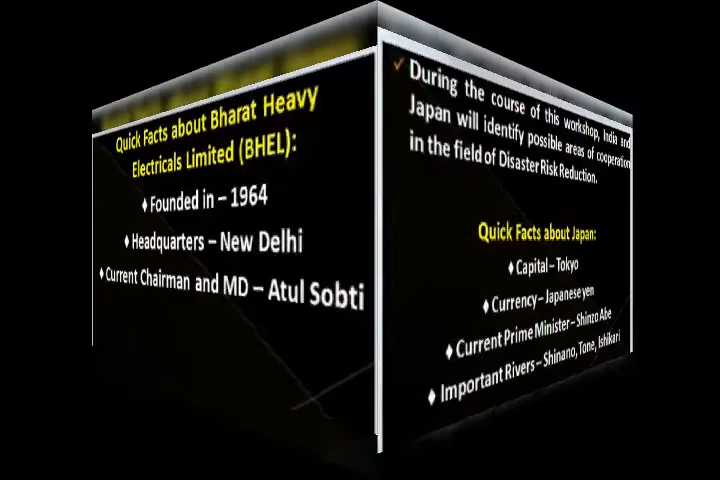 Quick Facts about Bharat Heavy
Electricals Limited (BHEL):
♦ Founded in – 1964
♦ Headquarters – New Delhi
♦ Current Chairman and MD – Atul Sobti
✓ During the course of this workshop, India and
Japan will identify possible areas of cooperation
in the field of Disaster Risk Reduction.
Quick Facts about Japan:
♦ Capital – Tokyo
♦ Currency – Japanese yen
♦ Current Prime Minister – Shinzo Abe
♦ Important Rivers – Shinano, Tone, Ishikari